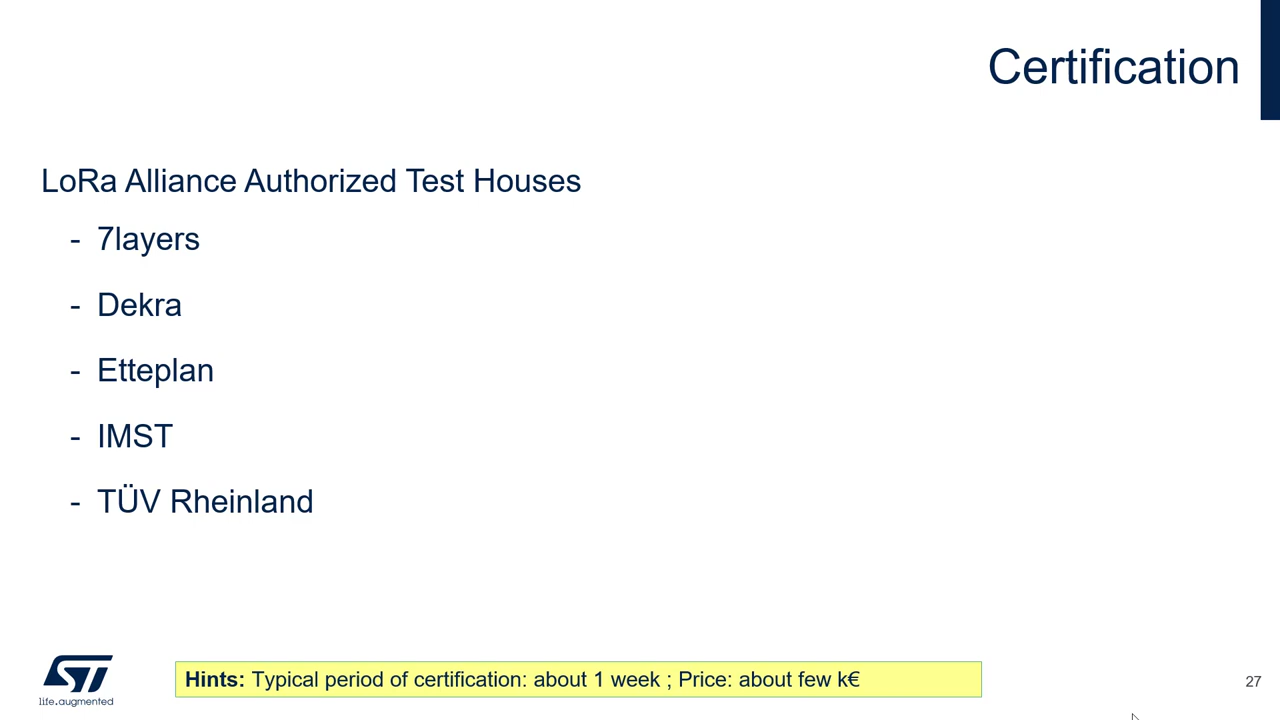 Certification
LoRa Alliance Authorized Test Houses
- 7layers
- Dekra
- Etteplan
- IMST
- TÜV Rheinland
ST
life.augmented
Hints: Typical period of certification: about 1 week ; Price: about few k€
27